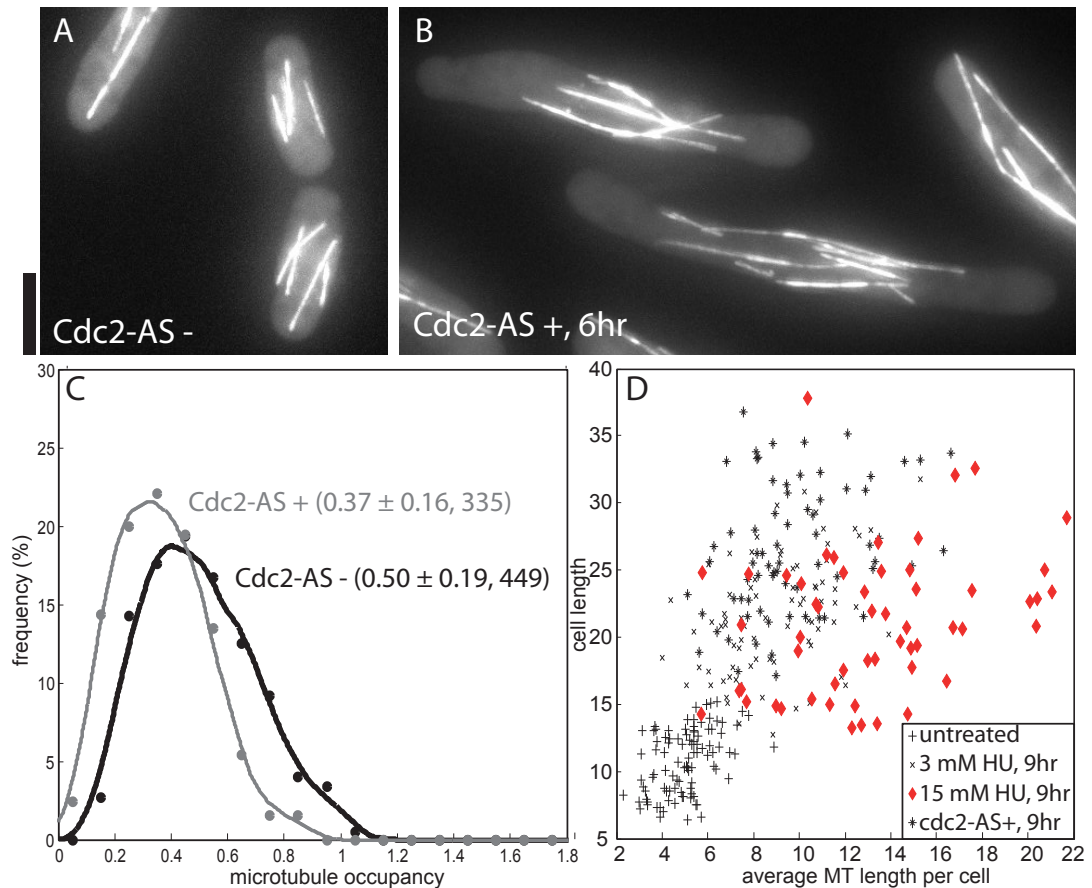 A
B
Cdc2-AS -
Cdc2-AS +, 6hr
C
30
25
20
15
10
5
0
frequency (%)
Cdc2-AS + (0.37 ± 0.16, 335)
Cdc2-AS - (0.50 ± 0.19, 449)
0 0.2 0.4 0.6 0.8 1 1.2 1.4 1.6 1.8
microtubule occupancy
D
40
35
30
25
20
15
10
5
cell length
untreated
3 mM HU, 9hr
15 mM HU, 9hr
cdc2-AS+, 9hr
2 4 6 8 10 12 14 16 18 20 22
average MT length per cell